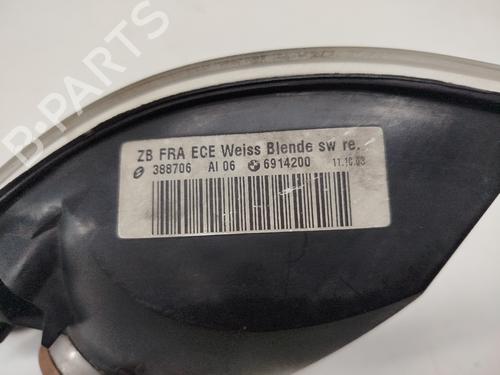 B-PARTS
ZB FRA ECE Weiss Blende sw re.
388706 AI 06 6914200 11.10.03